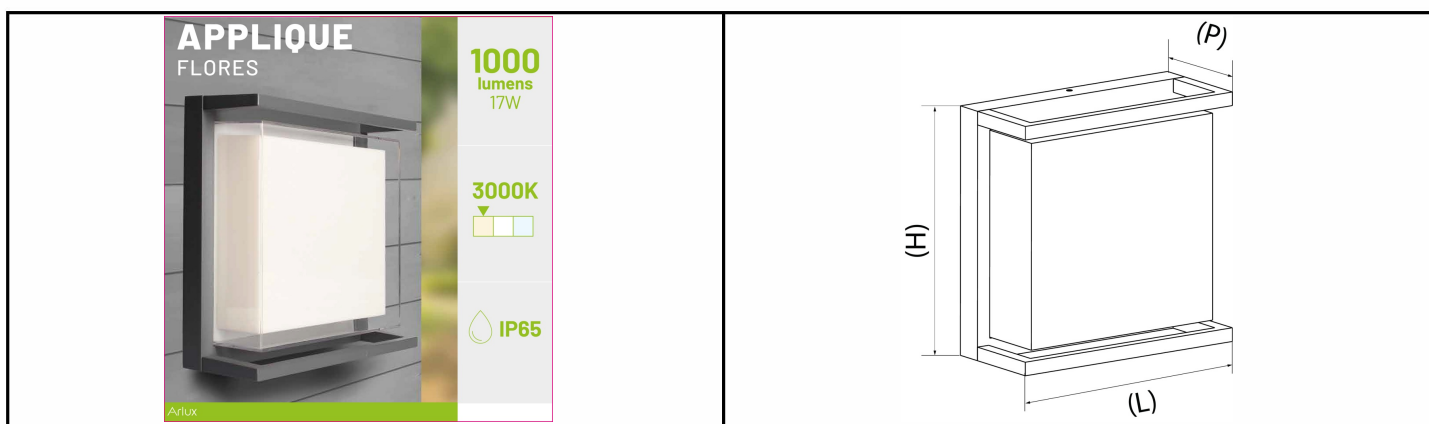 APPLIQUE
FLORES
1000
lumens
17W
3000K
IP65
Arlux
(P)
(H)
(L)